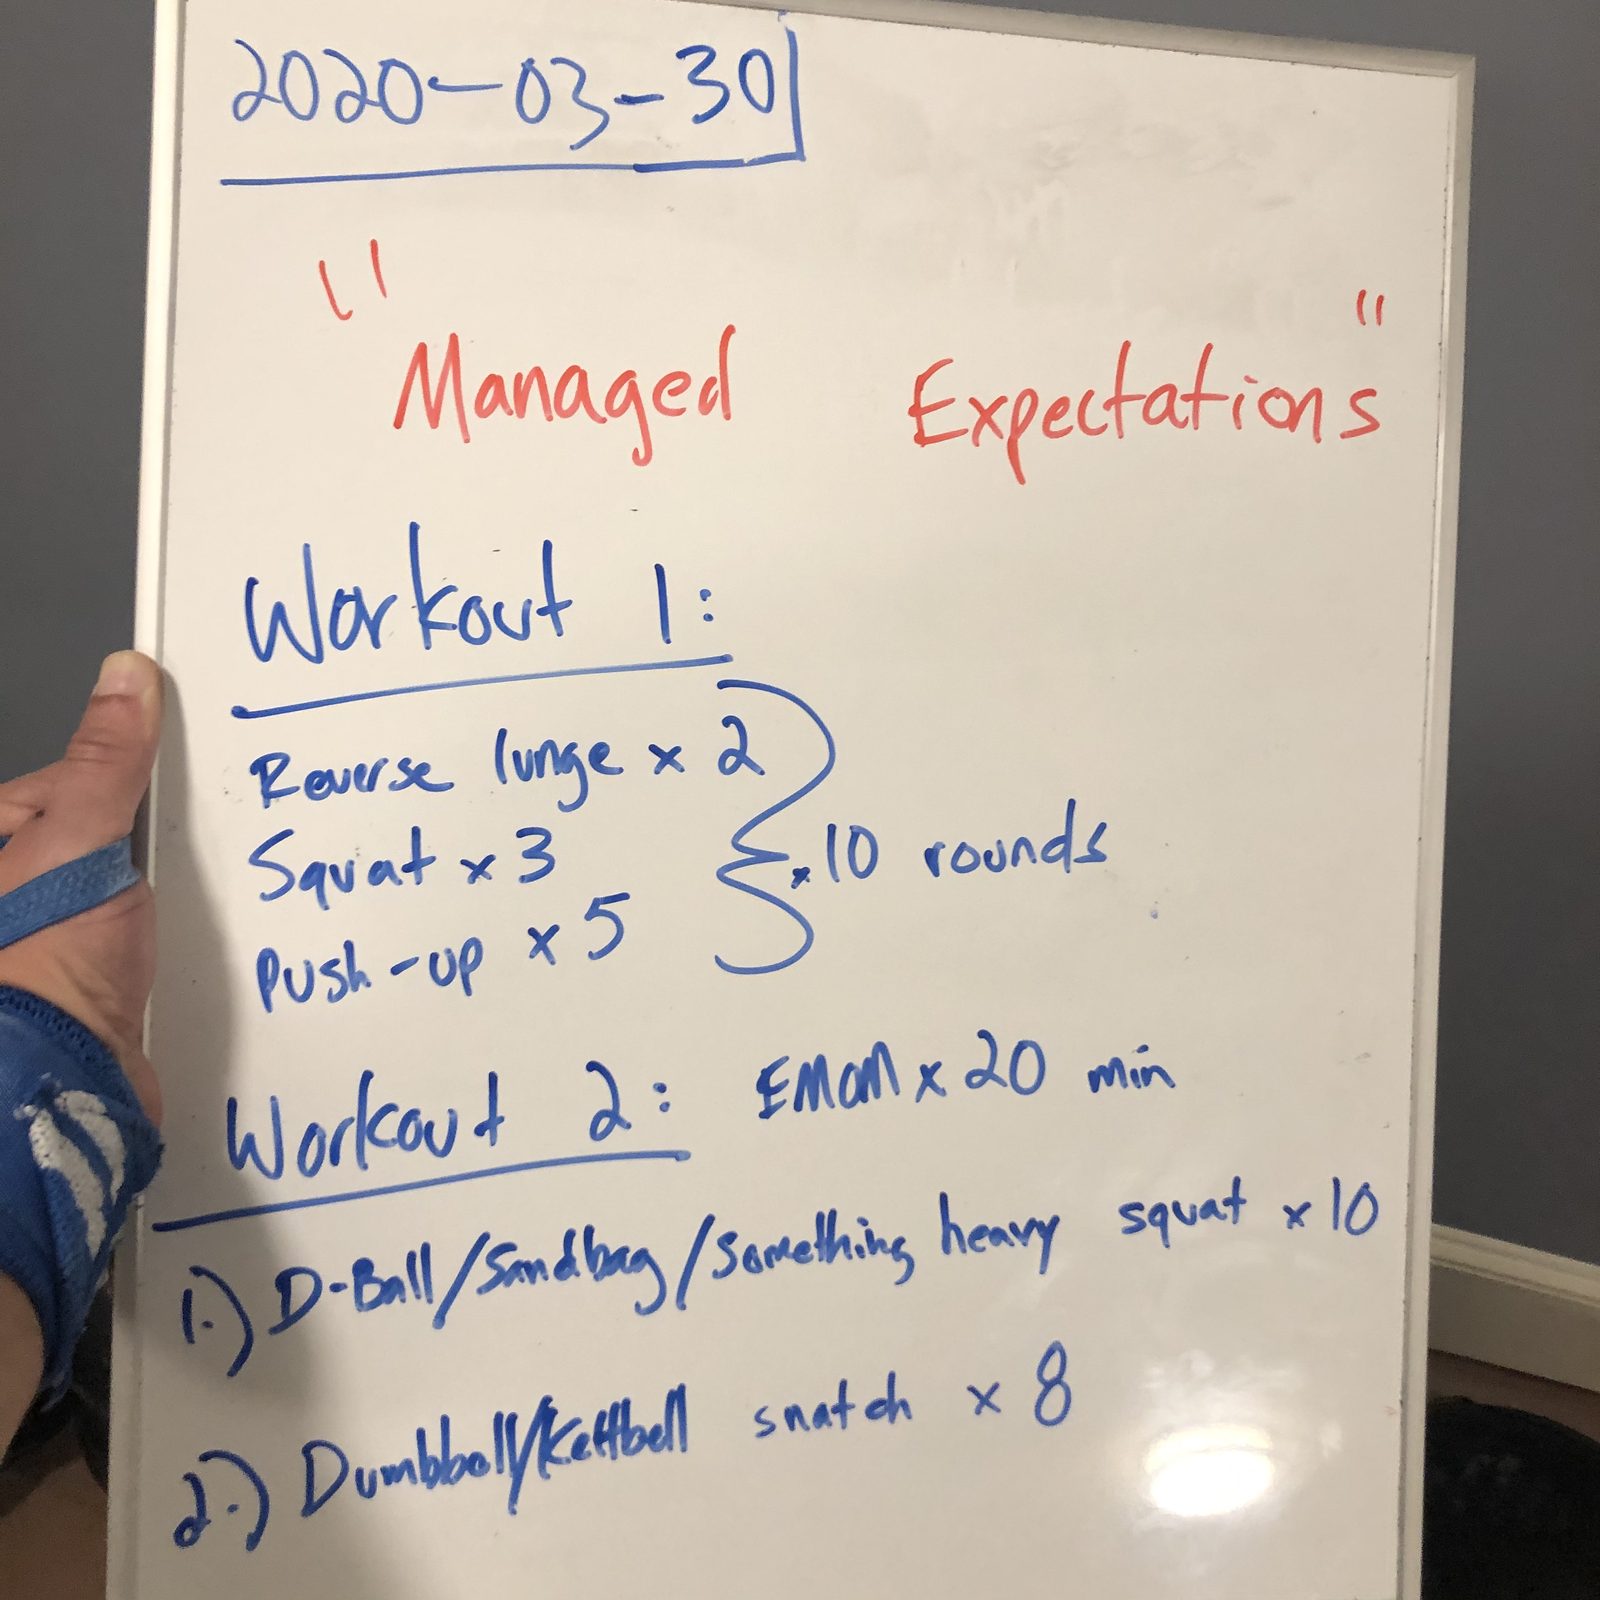 2020-03-30
"Managed Expectations"
Workout 1:
Reverse lunge x 2
Squat x 3
Push-up x 5
x 10 rounds
Workout 2: EMOM x 20 min
1.) D-Ball/Sandbag/Something heavy squat x 10
2.) Dumbbell/Kettbell snatch x 8